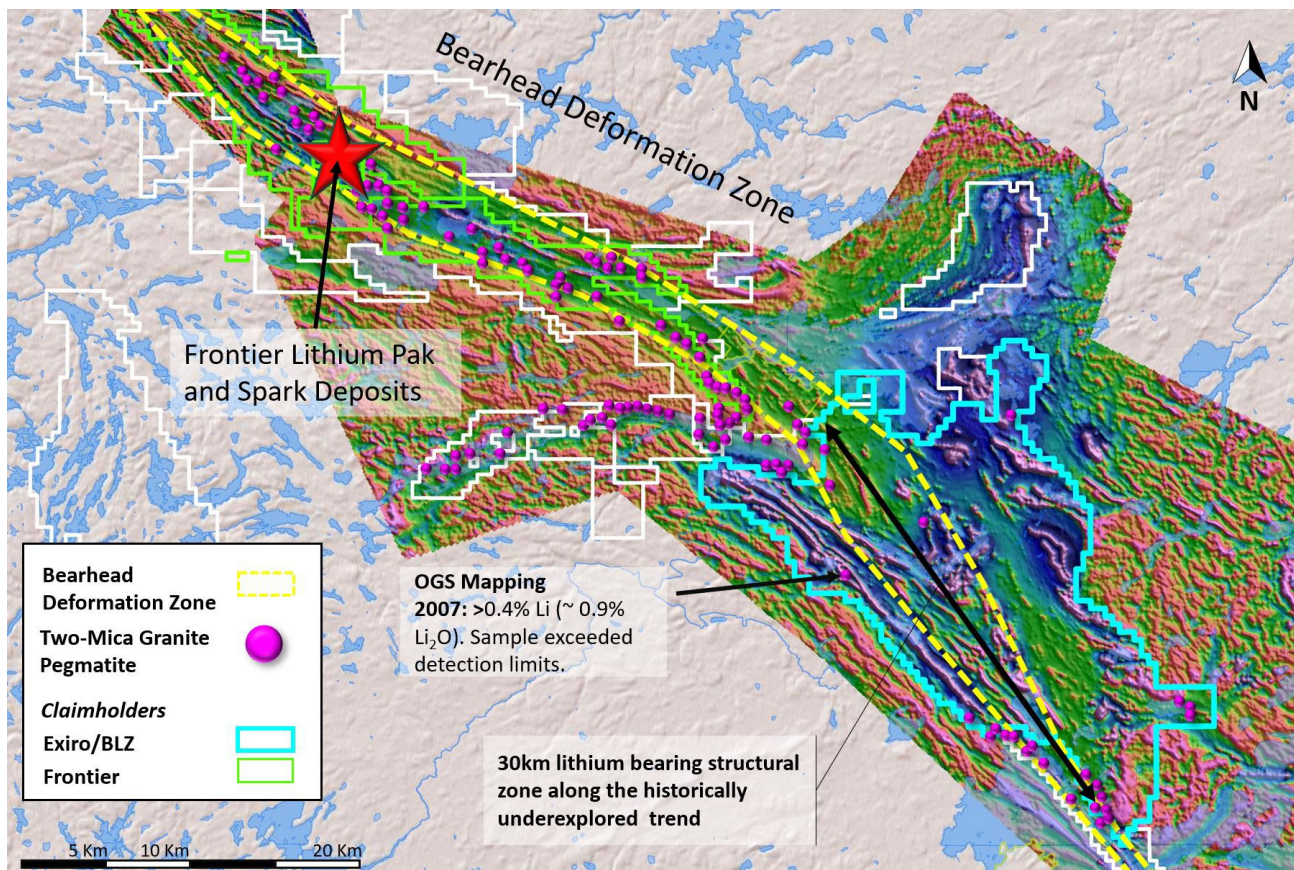 Bearhead Deformation Zone
N
Frontier Lithium Pak
and Spark Deposits
OGS Mapping
2007: >0.4% Li (~ 0.9%
Li₂O). Sample exceeded
detection limits.
Bearhead
Deformation Zone
Two-Mica Granite
Pegmatite
Claimholders
Exiro/BLZ
Frontier
30km lithium bearing structural
zone along the historically
underexplored trend
5 Km 10 Km 20 Km